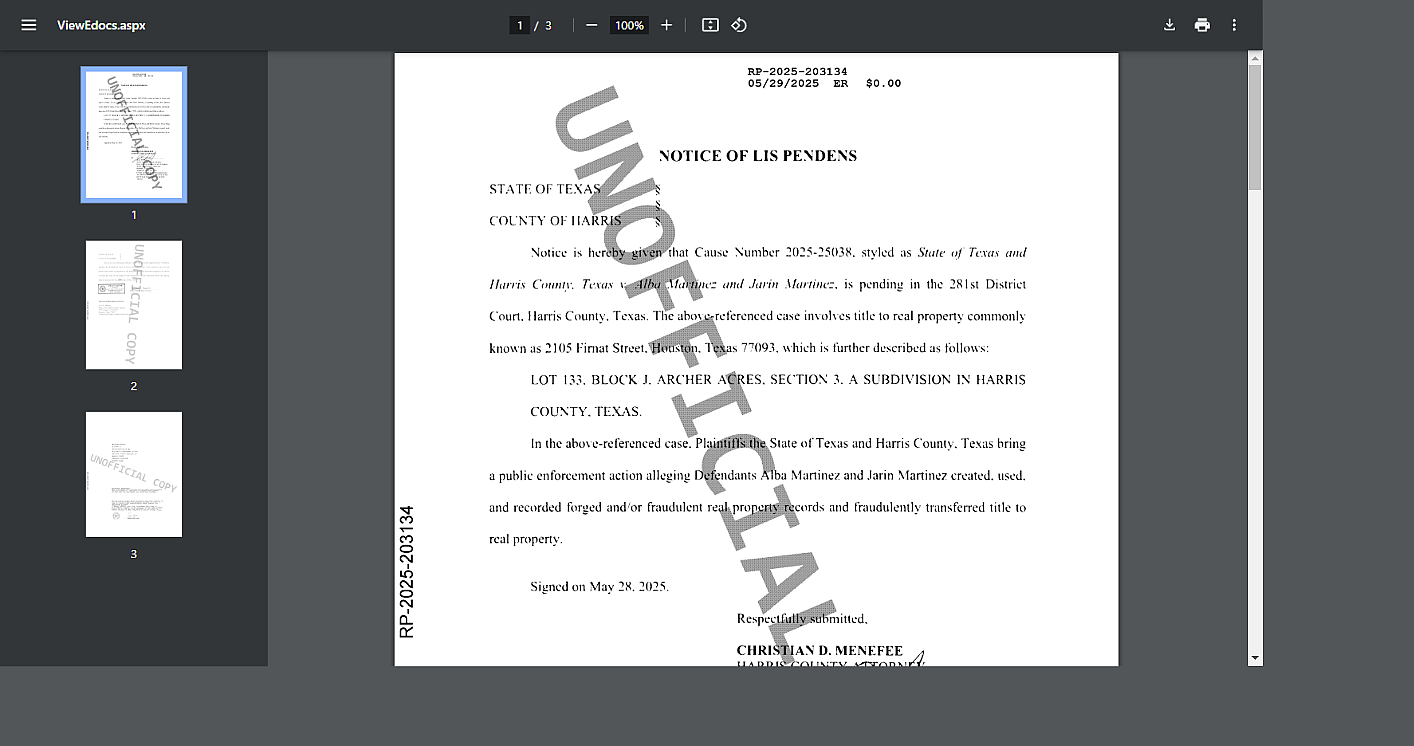 ViewEdocs.aspx
1 / 3
100%
RP-2025-203134
05/29/2025 ER $0.00
NOTICE OF LIS PENDENS
STATE OF TEXAS §
§
COUNTY OF HARRIS §
Notice is hereby given that Cause Number 2025-25038, styled as State of Texas and
Harris County, Texas v. Alba Martinez and Jarin Martinez, is pending in the 281st District
Court, Harris County, Texas. The above-referenced case involves title to real property commonly
known as 2105 Firnat Street, Houston, Texas 77093, which is further described as follows:
LOT 133, BLOCK J, ARCHER ACRES, SECTION 3, A SUBDIVISION IN HARRIS
COUNTY, TEXAS.
In the above-referenced case, Plaintiffs the State of Texas and Harris County, Texas bring
a public enforcement action alleging Defendants Alba Martinez and Jarin Martinez created, used,
and recorded forged and/or fraudulent real property records and fraudulently transferred title to
real property.
Signed on May 28, 2025.
Respectfully submitted,
CHRISTIAN D. MENEFEE
HARRIS COUNTY ATTORNEY
RP-2025-203134
UNOFFICIAL
UNOFFICIAL COPY
1
UNOFFICIAL COPY
2
UNOFFICIAL COPY
3